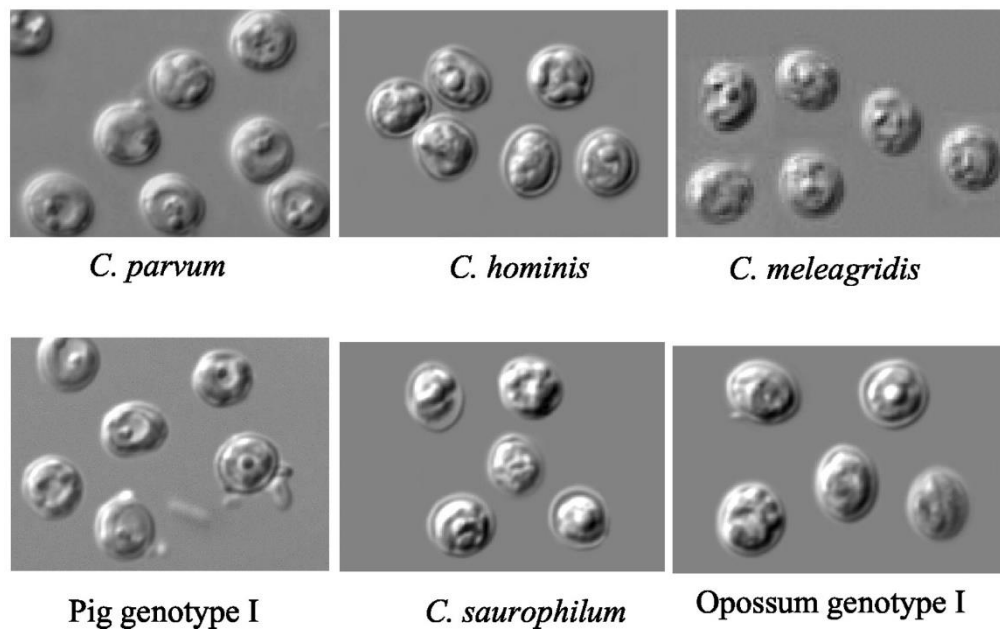 C. parvum
C. hominis
C. meleagridis
Pig genotype I
C. saurophilum
Opossum genotype I